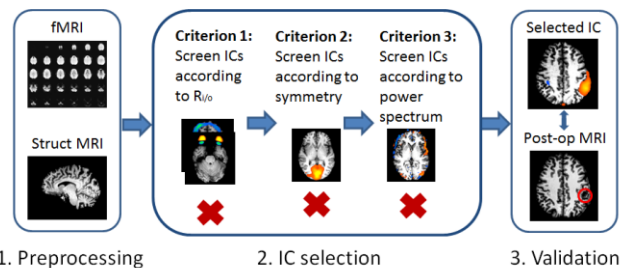 fMRI
Struct MRI
Criterion 1:
Screen ICs
according
to Ri/o
Criterion 2:
Screen ICs
according to
symmetry
Criterion 3:
Screen ICs
according to
power
spectrum
Selected IC
Post-op MRI
1. Preprocessing
2. IC selection
3. Validation